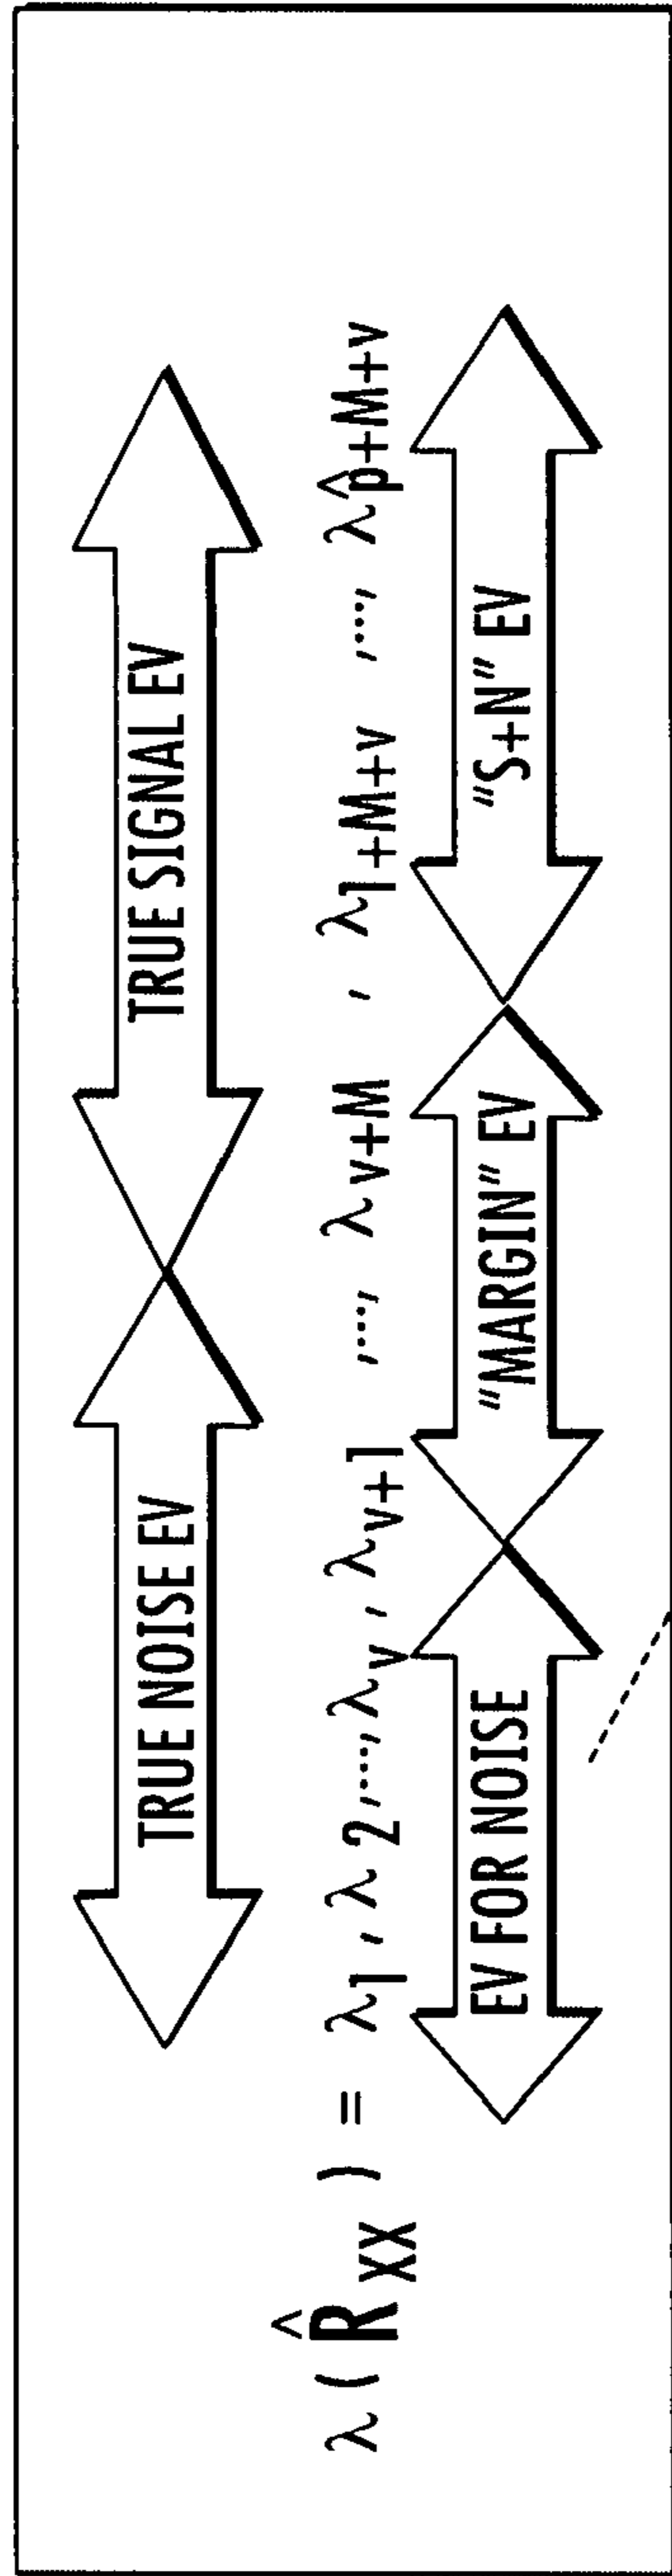 TRUE NOISE EV TRUE SIGNAL EV
λ ( R̂XX ) = λ1 , λ2 ,..., λv , λv+1 ,..., λv+M , λ1+M+v ,..., λp̂+M+v
EV FOR NOISE "MARGIN" EV "S+N" EV